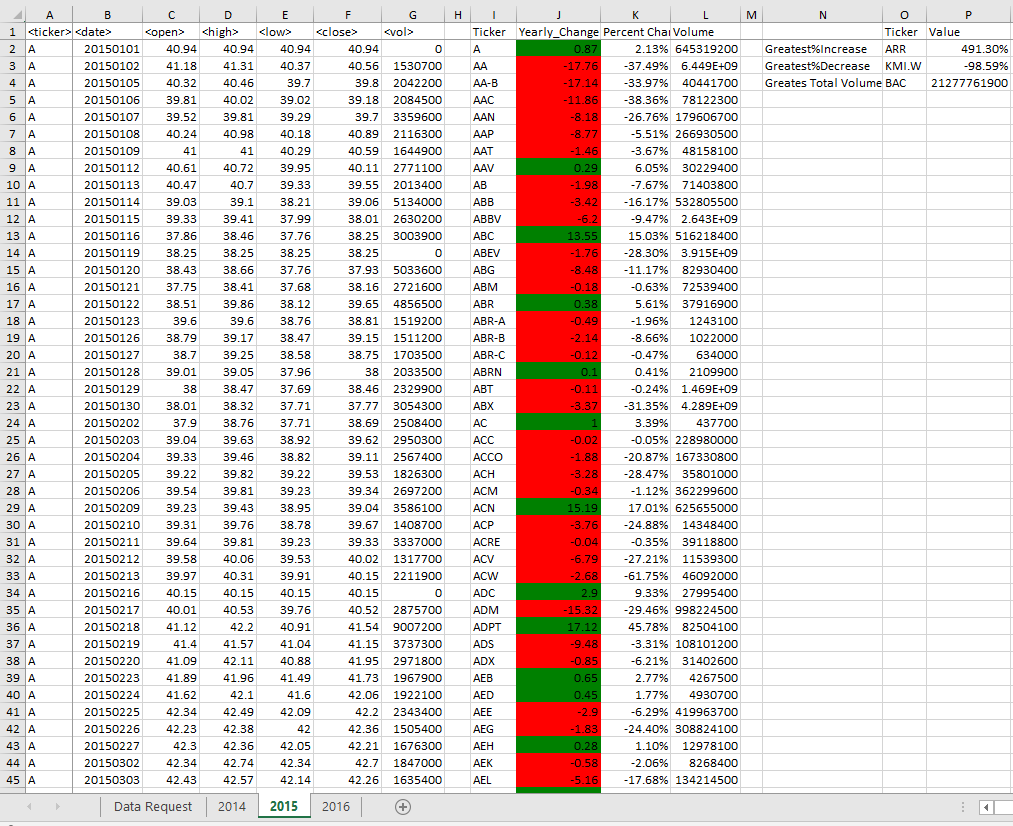 A B C D E F G H I J K L M N O P
1 <ticker> <date> <open> <high> <low> <close> <vol> Ticker Yearly_Change Percent Chai Volume Ticker Value
2 A 20150101 40.94 40.94 40.94 40.94 0 A 0.87 2.13% 645319200 Greatest%Increase ARR 491.30%
3 A 20150102 41.18 41.31 40.37 40.56 1530700 AA -17.76 -37.49% 6.449E+09 Greatest%Decrease KMI.W -98.59%
4 A 20150105 40.32 40.46 39.7 39.8 2042200 AA-B -17.14 -33.97% 40441700 Greates Total Volume BAC 21277761900
5 A 20150106 39.81 40.02 39.02 39.18 2084500 AAC -11.86 -38.36% 78122300
6 A 20150107 39.52 39.81 39.29 39.7 3359600 AAN -8.18 -26.76% 179606700
7 A 20150108 40.24 40.98 40.18 40.89 2116300 AAP -8.77 -5.51% 266930500
8 A 20150109 41 41 40.29 40.59 1644900 AAT -1.46 -3.67% 48158100
9 A 20150112 40.61 40.72 39.95 40.11 2771100 AAV 0.29 6.05% 30229400
10 A 20150113 40.47 40.7 39.33 39.55 2013400 AB -1.98 -7.67% 71403800
11 A 20150114 39.03 39.1 38.21 39.06 5134000 ABB -3.42 -16.17% 532805500
12 A 20150115 39.33 39.41 37.99 38.01 2630200 ABBV -6.2 -9.47% 2.643E+09
13 A 20150116 37.86 38.46 37.76 38.25 3003900 ABC 13.55 15.03% 516218400
14 A 20150119 38.25 38.25 38.25 38.25 0 ABEV -1.76 -28.30% 3.915E+09
15 A 20150120 38.43 38.66 37.76 37.93 5033600 ABG -8.48 -11.17% 82930400
16 A 20150121 37.75 38.41 37.68 38.16 2721600 ABM -0.18 -0.63% 72539400
17 A 20150122 38.51 39.86 38.12 39.65 4856500 ABR 0.38 5.61% 37916900
18 A 20150123 39.6 39.6 38.76 38.81 1519200 ABR-A -0.49 -1.96% 1243100
19 A 20150126 38.79 39.17 38.47 39.15 1511200 ABR-B -2.14 -8.66% 1022000
20 A 20150127 38.7 39.25 38.58 38.75 1703500 ABR-C -0.12 -0.47% 634000
21 A 20150128 39.01 39.05 37.96 38 2033500 ABRN 0.1 0.41% 2109900
22 A 20150129 38 38.47 37.69 38.46 2329900 ABT -0.11 -0.24% 1.469E+09
23 A 20150130 38.01 38.32 37.71 37.77 3054300 ABX -3.37 -31.35% 4.289E+09
24 A 20150202 37.9 38.76 37.71 38.69 2508400 AC 1 3.39% 437700
25 A 20150203 39.04 39.63 38.92 39.62 2950300 ACC -0.02 -0.05% 228980000
26 A 20150204 39.33 39.46 38.82 39.11 2567400 ACCO -1.88 -20.87% 167330800
27 A 20150205 39.22 39.82 39.22 39.53 1826300 ACH -3.28 -28.47% 35801000
28 A 20150206 39.54 39.81 39.23 39.34 2697200 ACM -0.34 -1.12% 362299600
29 A 20150209 39.23 39.43 38.95 39.04 3586100 ACN 15.19 17.01% 625655000
30 A 20150210 39.31 39.76 38.78 39.67 1408700 ACP -3.76 -24.88% 14348400
31 A 20150211 39.64 39.81 39.23 39.33 3337000 ACRE -0.04 -0.35% 39118800
32 A 20150212 39.58 40.06 39.53 40.02 1317700 ACV -6.79 -27.21% 11539300
33 A 20150213 39.97 40.31 39.91 40.15 2211900 ACW -2.68 -61.75% 46092000
34 A 20150216 40.15 40.15 40.15 40.15 0 ADC 2.9 9.33% 27995400
35 A 20150217 40.01 40.53 39.76 40.52 2875700 ADM -15.32 -29.46% 998224500
36 A 20150218 41.12 42.2 40.91 41.54 9007200 ADPT 17.12 45.78% 82504100
37 A 20150219 41.4 41.57 41.04 41.15 3737300 ADS -9.48 -3.31% 108101200
38 A 20150220 41.09 42.11 40.88 41.95 2971800 ADX -0.85 -6.21% 31402600
39 A 20150223 41.89 41.96 41.49 41.73 1967900 AEB 0.65 2.77% 4267500
40 A 20150224 41.62 42.1 41.6 42.06 1922100 AED 0.45 1.77% 4930700
41 A 20150225 42.34 42.49 42.09 42.2 2343400 AEE -2.9 -6.29% 419963700
42 A 20150226 42.23 42.38 42 42.36 1505400 AEG -1.83 -24.40% 308824100
43 A 20150227 42.3 42.36 42.05 42.21 1676300 AEH 0.28 1.10% 12978100
44 A 20150302 42.34 42.74 42.34 42.7 1847000 AEK -0.58 -2.06% 8268400
45 A 20150303 42.43 42.57 42.14 42.26 1635400 AEL -5.16 -17.68% 134214500
Data Request 2014 2015 2016